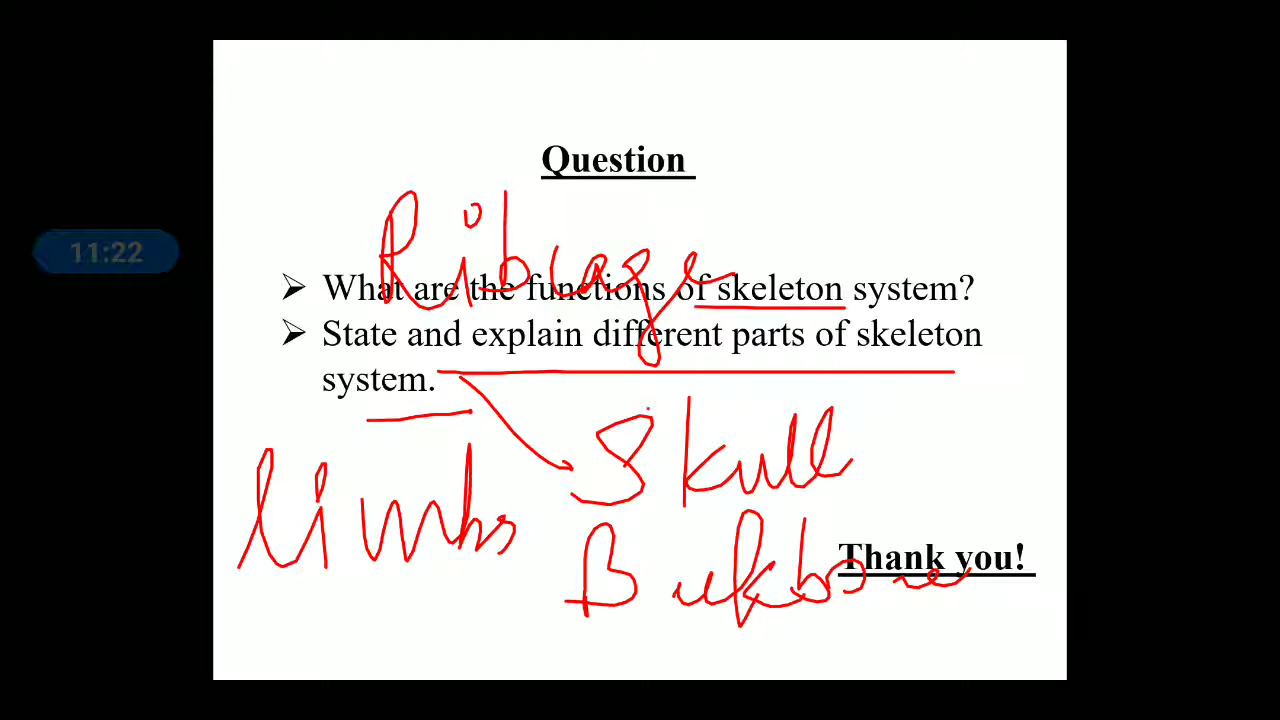 Question
Ribcage
11:22
➢ What are the functions of skeleton system?
➢ State and explain different parts of skeleton
system.
Skull
limbs
Backbone
Thank you!